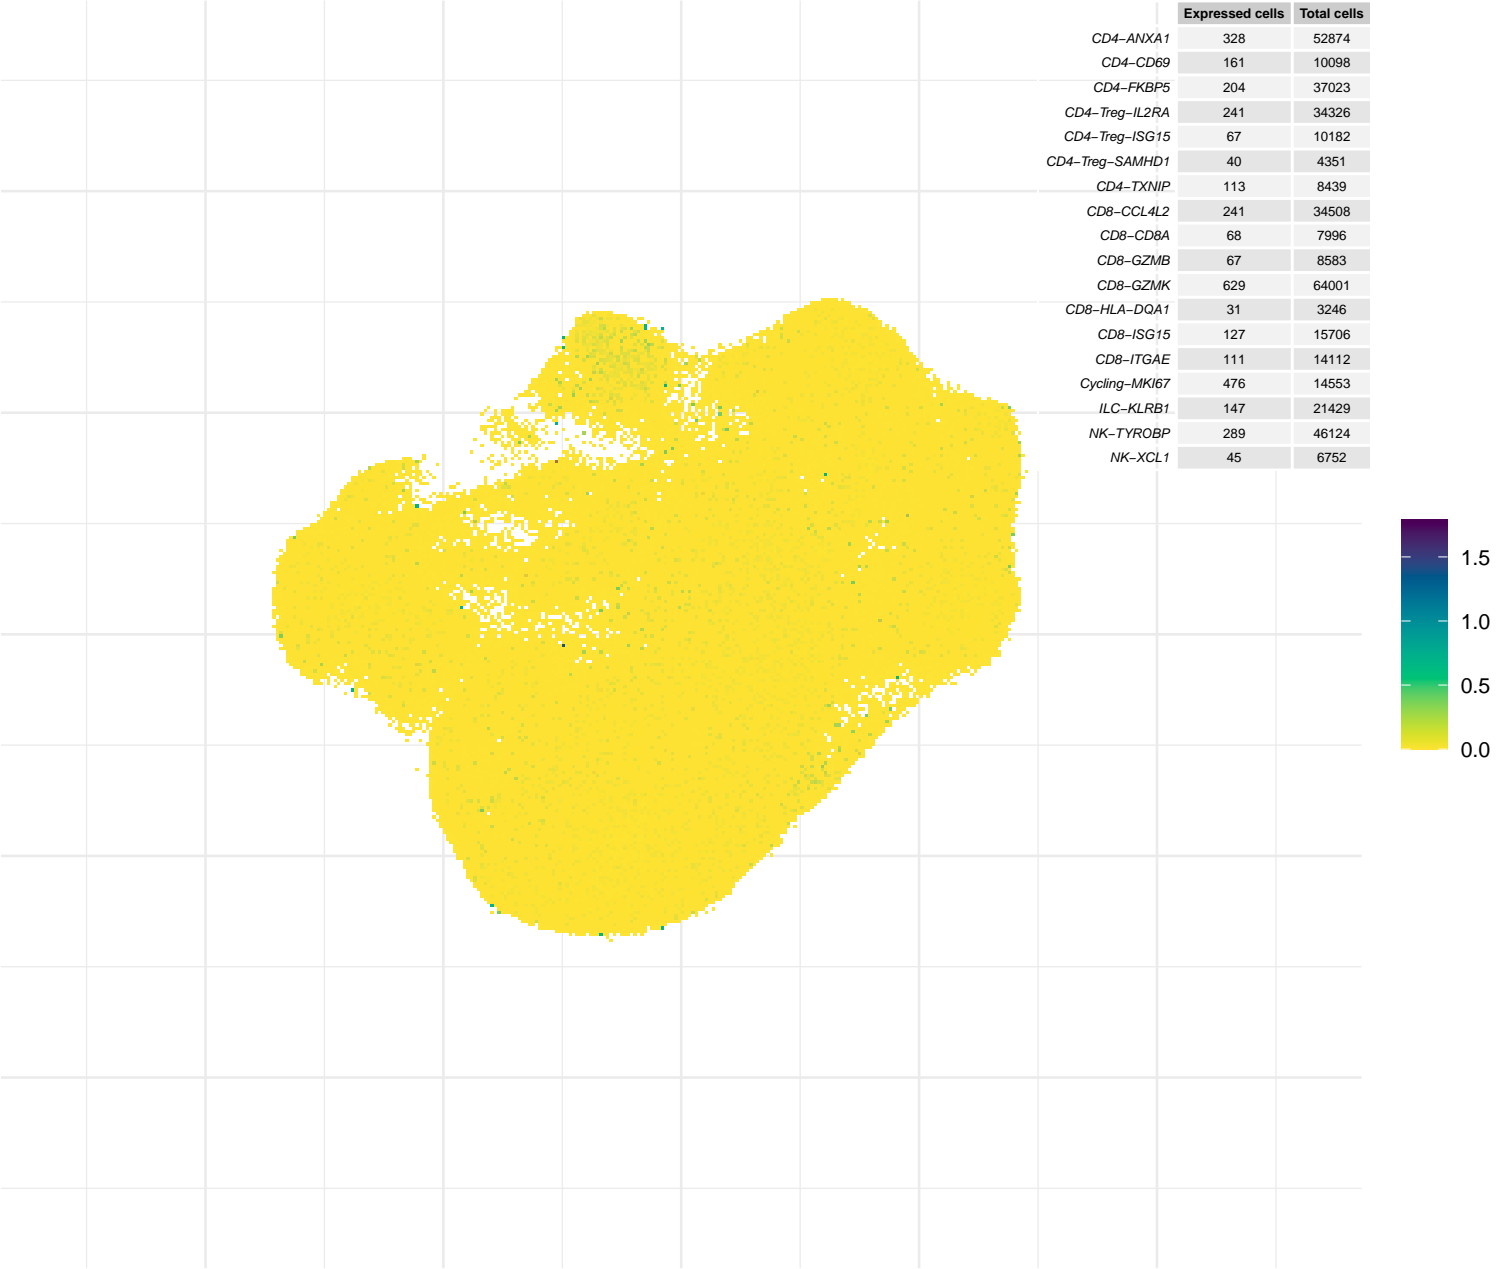 Expressed cells Total cells
CD4−ANXA1 328 52874
CD4−CD69 161 10098
CD4−FKBP5 204 37023
CD4−Treg−IL2RA 241 34326
CD4−Treg−ISG15 67 10182
CD4−Treg−SAMHD1 40 4351
CD4−TXNIP 113 8439
CD8−CCL4L2 241 34508
CD8−CD8A 68 7996
CD8−GZMB 67 8583
CD8−GZMK 629 64001
CD8−HLA−DQA1 31 3246
CD8−ISG15 127 15706
CD8−ITGAE 111 14112
Cycling−MKI67 476 14553
ILC−KLRB1 147 21429
NK−TYROBP 289 46124
NK−XCL1 45 6752
1.5
1.0
0.5
0.0